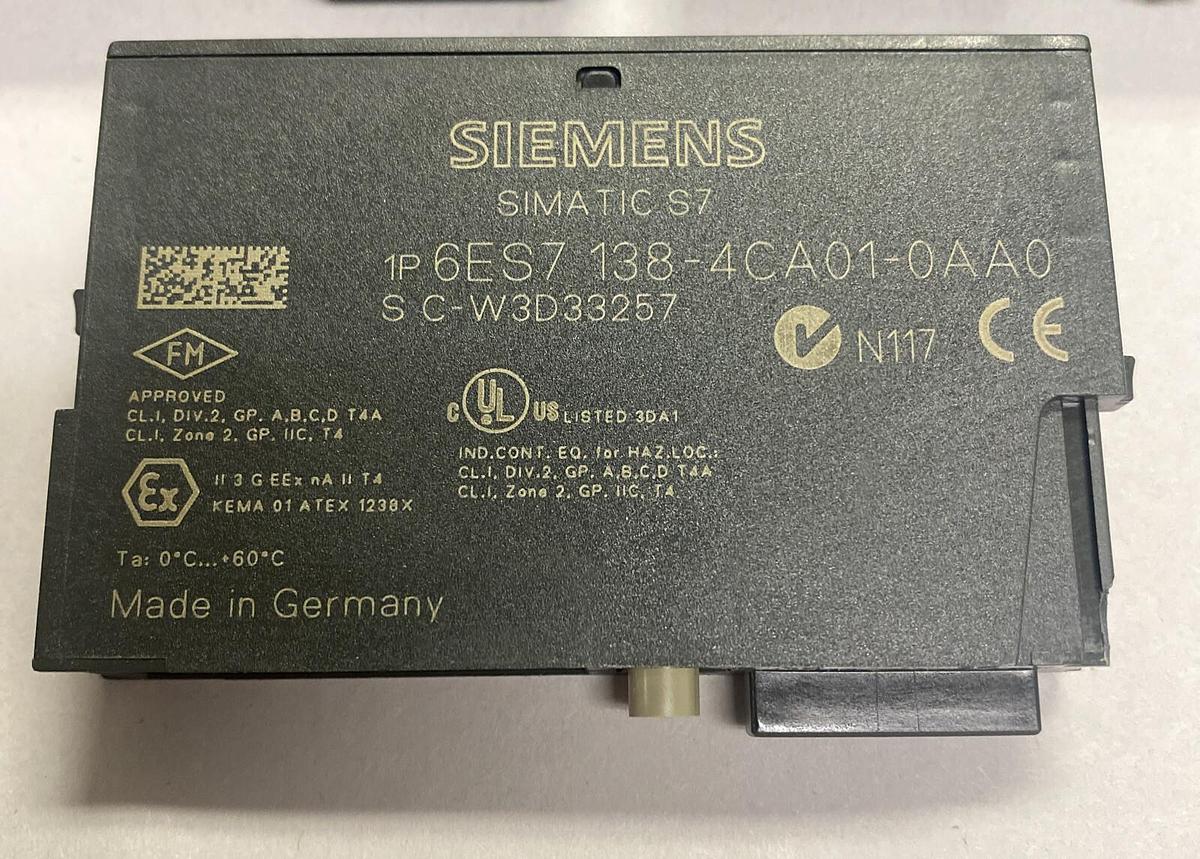 SIEMENS
SIMATIC S7
1P 6ES7 138-4CA01-0AA0
S C-W3D33257
N117
CE
FM
APPROVED
CL.I, DIV.2, GP. A,B,C,D T4A
CL.I, Zone 2, GP. IIC, T4
C UL US LISTED 3DA1
IND.CONT. EQ. for HAZ.LOC.:
CL.I, DIV.2, GP. A,B,C,D T4A
CL.I, Zone 2, GP. IIC, T4
Ex
II 3 G EEx nA II T4
KEMA 01 ATEX 1238X
Ta: 0°C...+60°C
Made in Germany